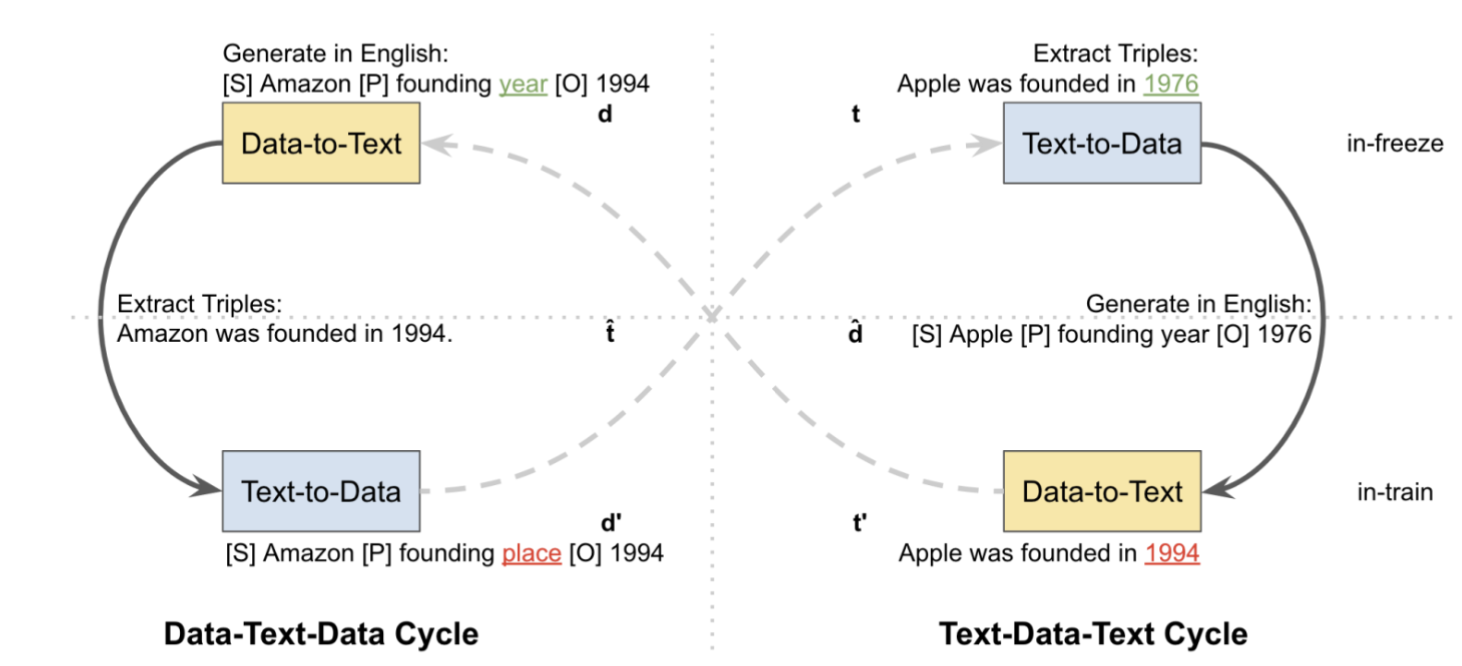 Generate in English:
[S] Amazon [P] founding year [O] 1994
d
Data-to-Text
Extract Triples:
Amazon was founded in 1994.
t̂
Text-to-Data
d'
[S] Amazon [P] founding place [O] 1994
Data-Text-Data Cycle
Extract Triples:
Apple was founded in 1976
t
Text-to-Data
in-freeze
Generate in English:
d̂
[S] Apple [P] founding year [O] 1976
Data-to-Text
in-train
t'
Apple was founded in 1994
Text-Data-Text Cycle